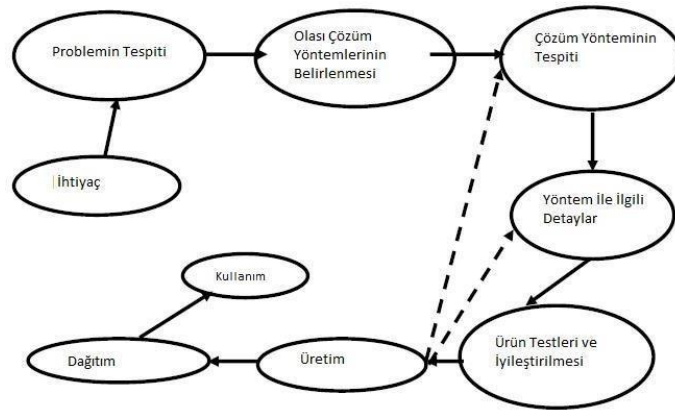 Problemin Tespiti
Olası Çözüm
Yöntemlerinin
Belirlenmesi
Çözüm Yönteminin
Tespiti
İhtiyaç
Yöntem İle İlgili
Detaylar
Kullanım
Ürün Testleri ve
İyileştirilmesi
Üretim
Dağıtım